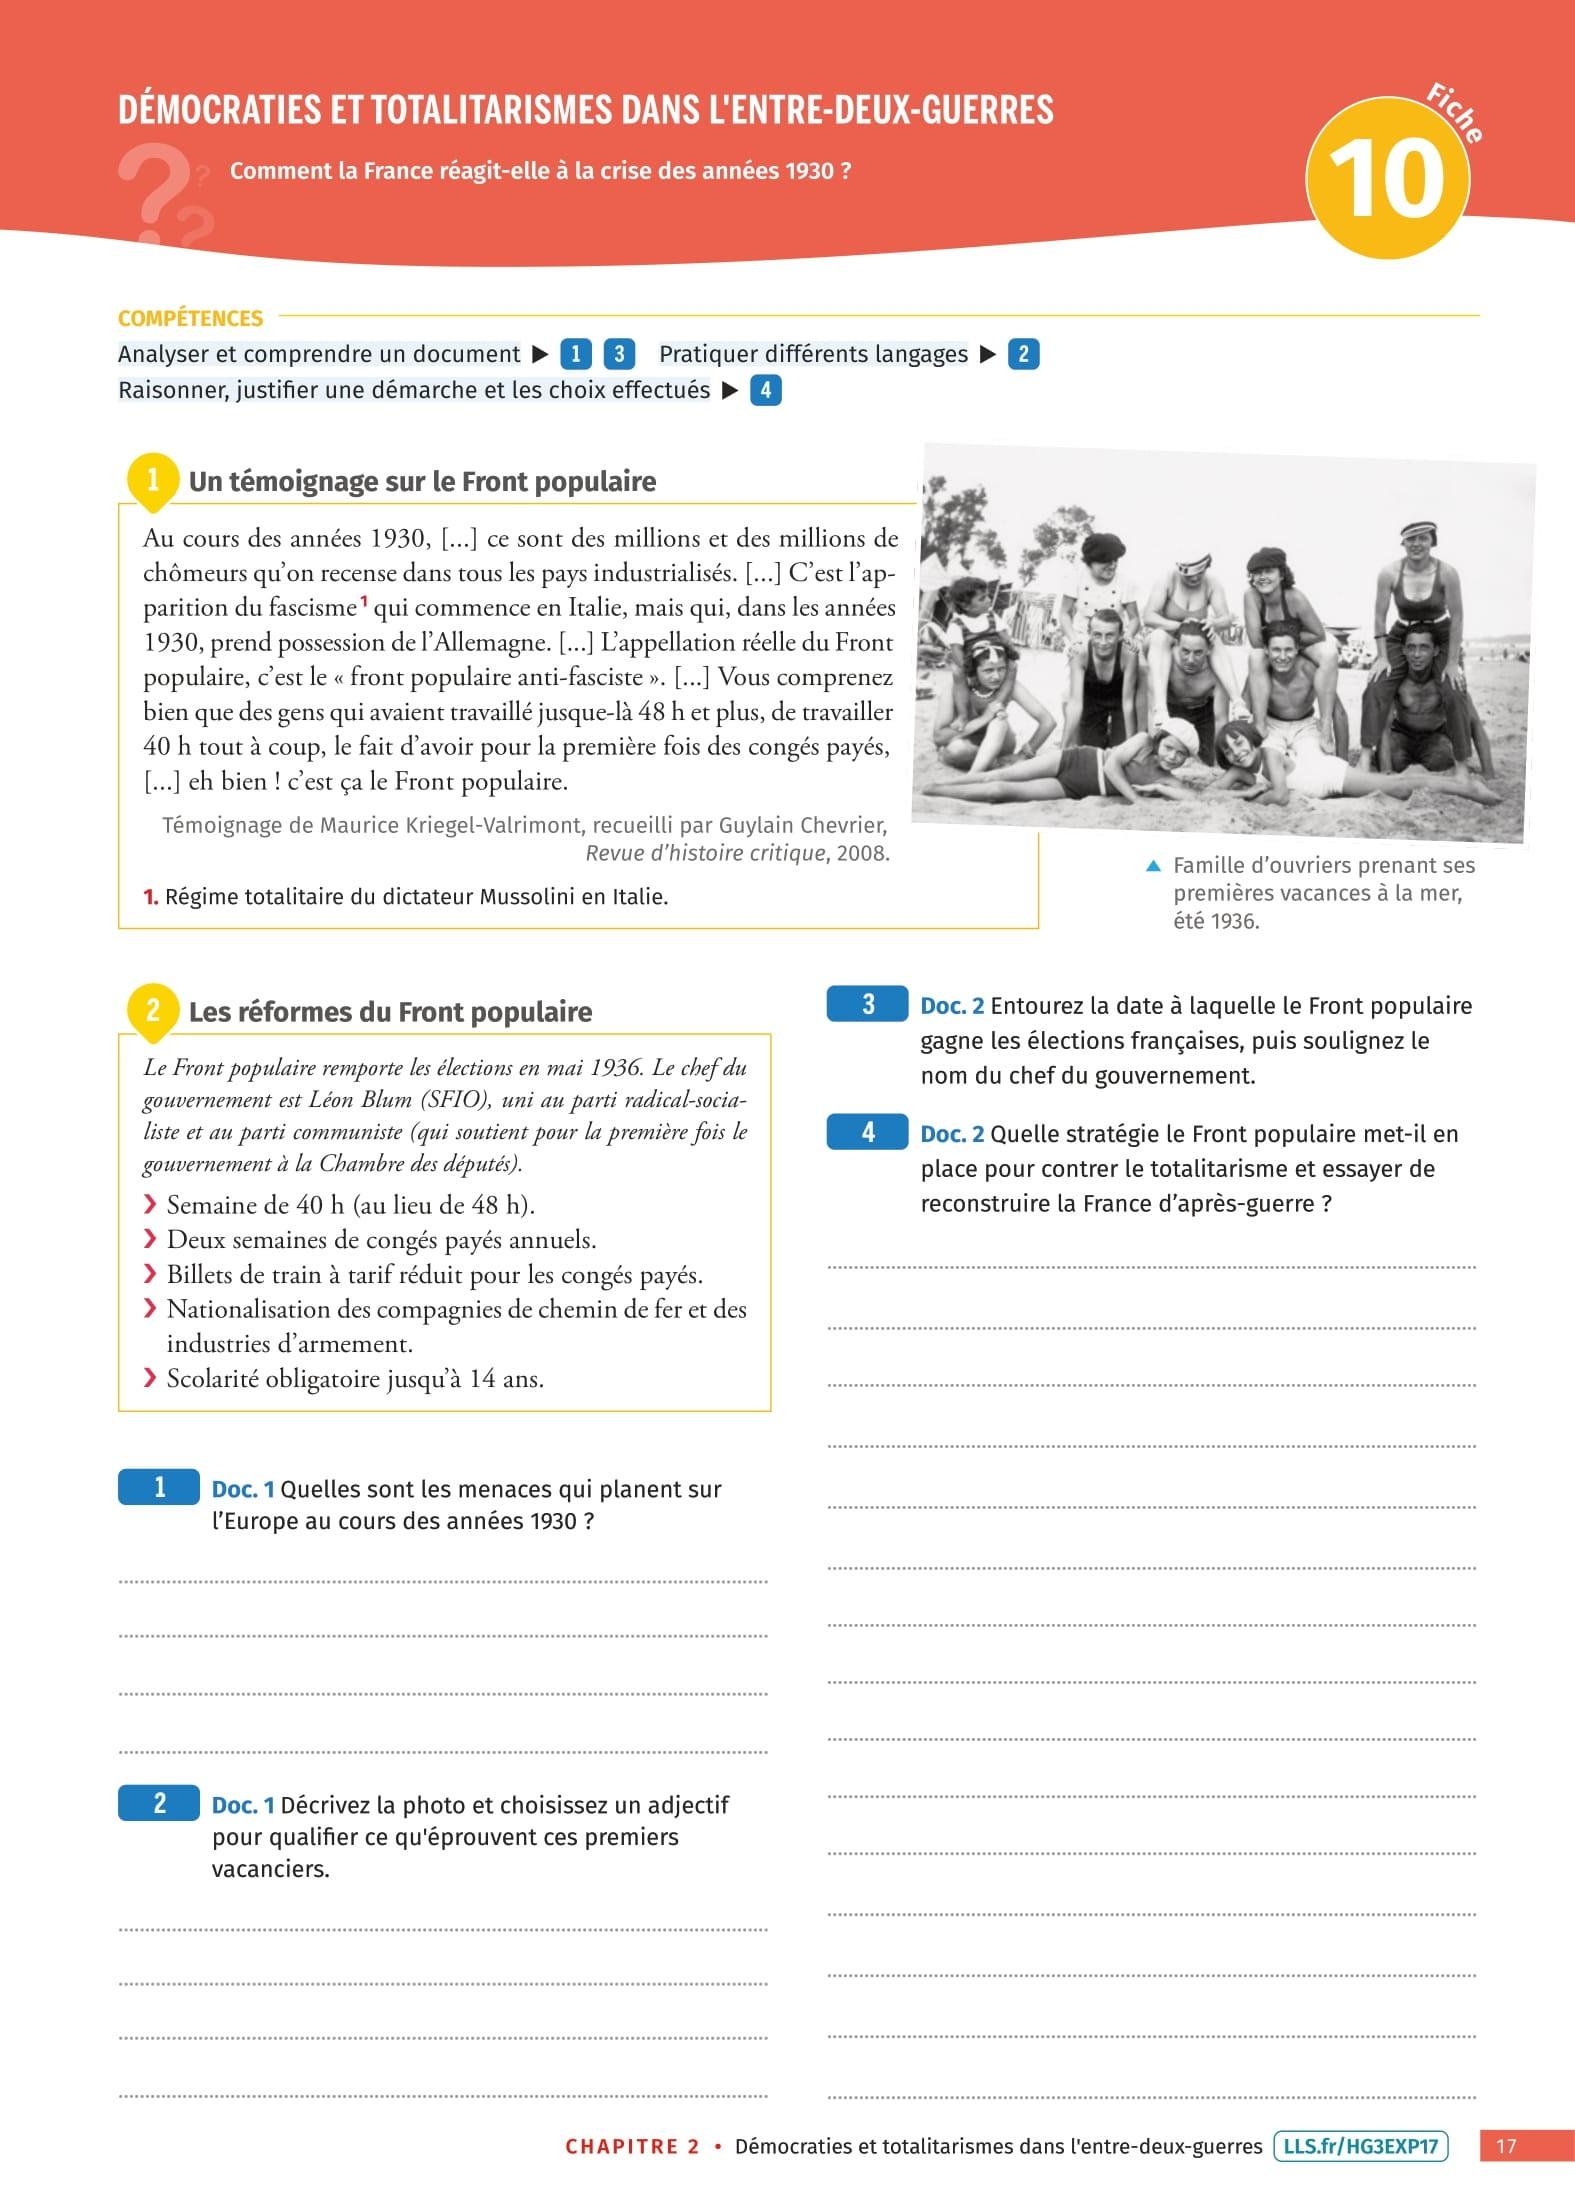 DÉMOCRATIES ET TOTALITARISMES DANS L'ENTRE-DEUX-GUERRES
Comment la France réagit-elle à la crise des années 1930 ?
Fiche
10
COMPÉTENCES
Analyser et comprendre un document ▶ 1 3 Pratiquer différents langages ▶ 2
Raisonner, justifier une démarche et les choix effectués ▶ 4
1 Un témoignage sur le Front populaire
Au cours des années 1930, [...] ce sont des millions et des millions de
chômeurs qu’on recense dans tous les pays industrialisés. [...] C’est l’ap-
parition du fascisme1 qui commence en Italie, mais qui, dans les années
1930, prend possession de l’Allemagne. [...] L’appellation réelle du Front
populaire, c’est le « front populaire anti-fasciste ». [...] Vous comprenez
bien que des gens qui avaient travaillé jusque-là 48 h et plus, de travailler
40 h tout à coup, le fait d’avoir pour la première fois des congés payés,
[...] eh bien ! c’est ça le Front populaire.
Témoignage de Maurice Kriegel-Valrimont, recueilli par Guylain Chevrier,
Revue d’histoire critique, 2008.
1. Régime totalitaire du dictateur Mussolini en Italie.
▲ Famille d’ouvriers prenant ses
premières vacances à la mer,
été 1936.
2 Les réformes du Front populaire
Le Front populaire remporte les élections en mai 1936. Le chef du
gouvernement est Léon Blum (SFIO), uni au parti radical-socia-
liste et au parti communiste (qui soutient pour la première fois le
gouvernement à la Chambre des députés).
❯ Semaine de 40 h (au lieu de 48 h).
❯ Deux semaines de congés payés annuels.
❯ Billets de train à tarif réduit pour les congés payés.
❯ Nationalisation des compagnies de chemin de fer et des
industries d’armement.
❯ Scolarité obligatoire jusqu’à 14 ans.
1 Doc. 1 Quelles sont les menaces qui planent sur
l’Europe au cours des années 1930 ?
2 Doc. 1 Décrivez la photo et choisissez un adjectif
pour qualifier ce qu'éprouvent ces premiers
vacanciers.
3 Doc. 2 Entourez la date à laquelle le Front populaire
gagne les élections françaises, puis soulignez le
nom du chef du gouvernement.
4 Doc. 2 Quelle stratégie le Front populaire met-il en
place pour contrer le totalitarisme et essayer de
reconstruire la France d’après-guerre ?
CHAPITRE 2 • Démocraties et totalitarismes dans l'entre-deux-guerres LLS.fr/HG3EXP17 17